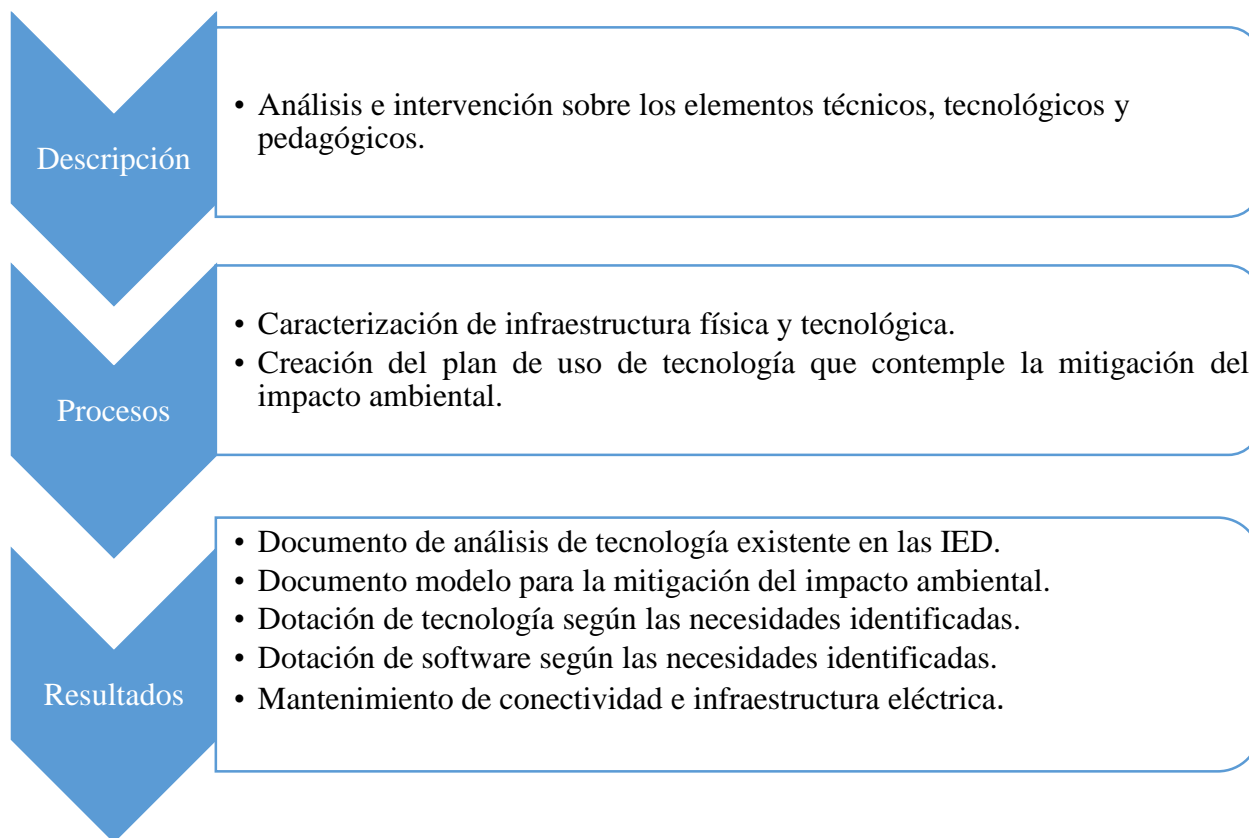 Descripción
• Análisis e intervención sobre los elementos técnicos, tecnológicos y
pedagógicos.
Procesos
• Caracterización de infraestructura física y tecnológica.
• Creación del plan de uso de tecnología que contemple la mitigación del
impacto ambiental.
Resultados
• Documento de análisis de tecnología existente en las IED.
• Documento modelo para la mitigación del impacto ambiental.
• Dotación de tecnología según las necesidades identificadas.
• Dotación de software según las necesidades identificadas.
• Mantenimiento de conectividad e infraestructura eléctrica.